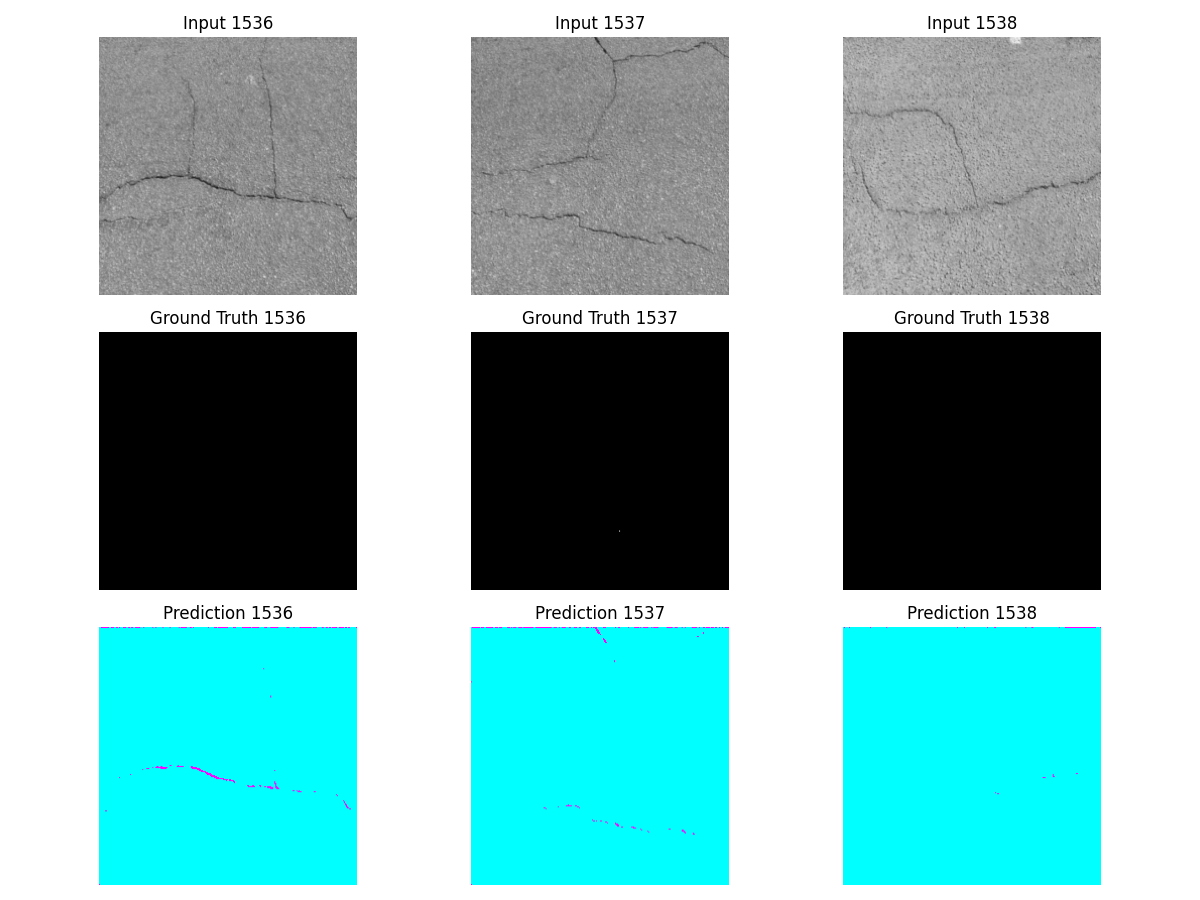 Input 1536
Input 1537
Input 1538
Ground Truth 1536
Ground Truth 1537
Ground Truth 1538
Prediction 1536
Prediction 1537
Prediction 1538